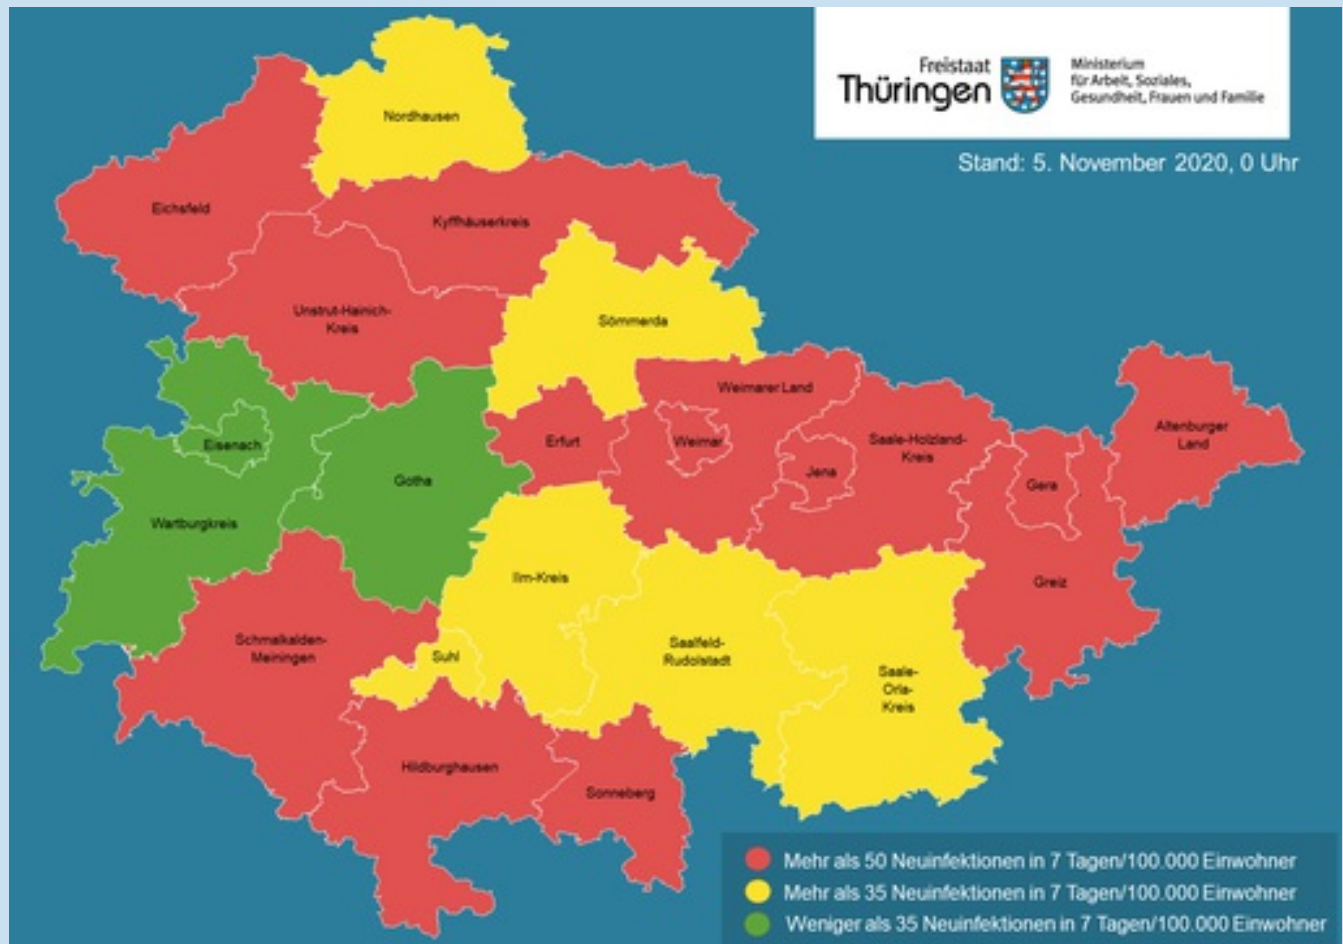 Freistaat
Thüringen
Ministerium
für Arbeit, Soziales,
Gesundheit, Frauen und Familie
Stand: 5. November 2020, 0 Uhr
Nordhausen
Eichsfeld
Kyffhäuserkreis
Unstrut-Hainich-
Kreis
Sömmerda
Weimarer Land
Altenburger
Land
Eisenach
Erfurt
Weimar
Saale-Holzland-
Kreis
Jena
Gotha
Gera
Wartburgkreis
Ilm-Kreis
Greiz
Schmalkalden-
Meiningen
Suhl
Saalfeld-
Rudolstadt
Saale-
Orla-
Kreis
Hildburghausen
Sonneberg
Mehr als 50 Neuinfektionen in 7 Tagen/100.000 Einwohner
Mehr als 35 Neuinfektionen in 7 Tagen/100.000 Einwohner
Weniger als 35 Neuinfektionen in 7 Tagen/100.000 Einwohner